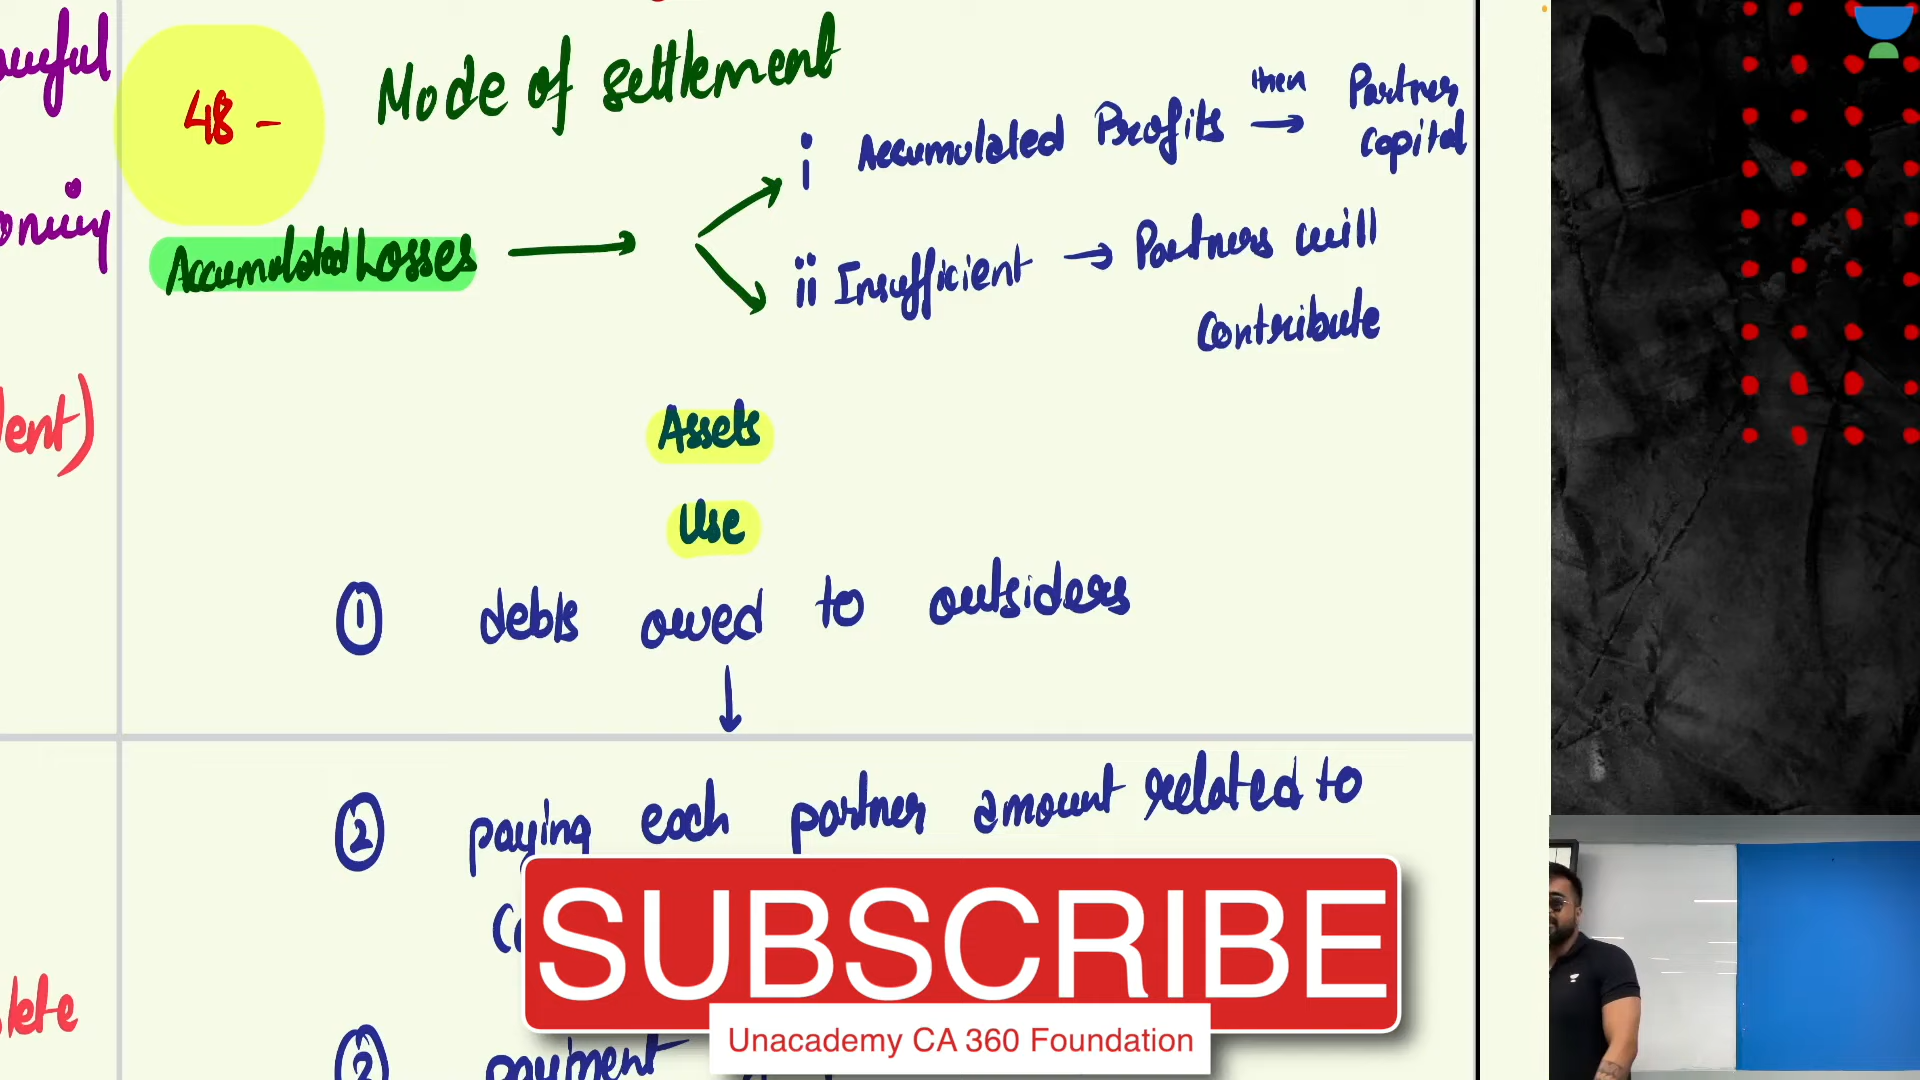 48 - Mode of settlement
then
i Accumulated Profits → Partner
capital
Accumulated Losses →
ii Insufficient → Partners will
Contribute
Assets
Use
① debts owed to outsiders
② paying each partner amount related to
SUBSCRIBE
Unacademy CA 360 Foundation
payment